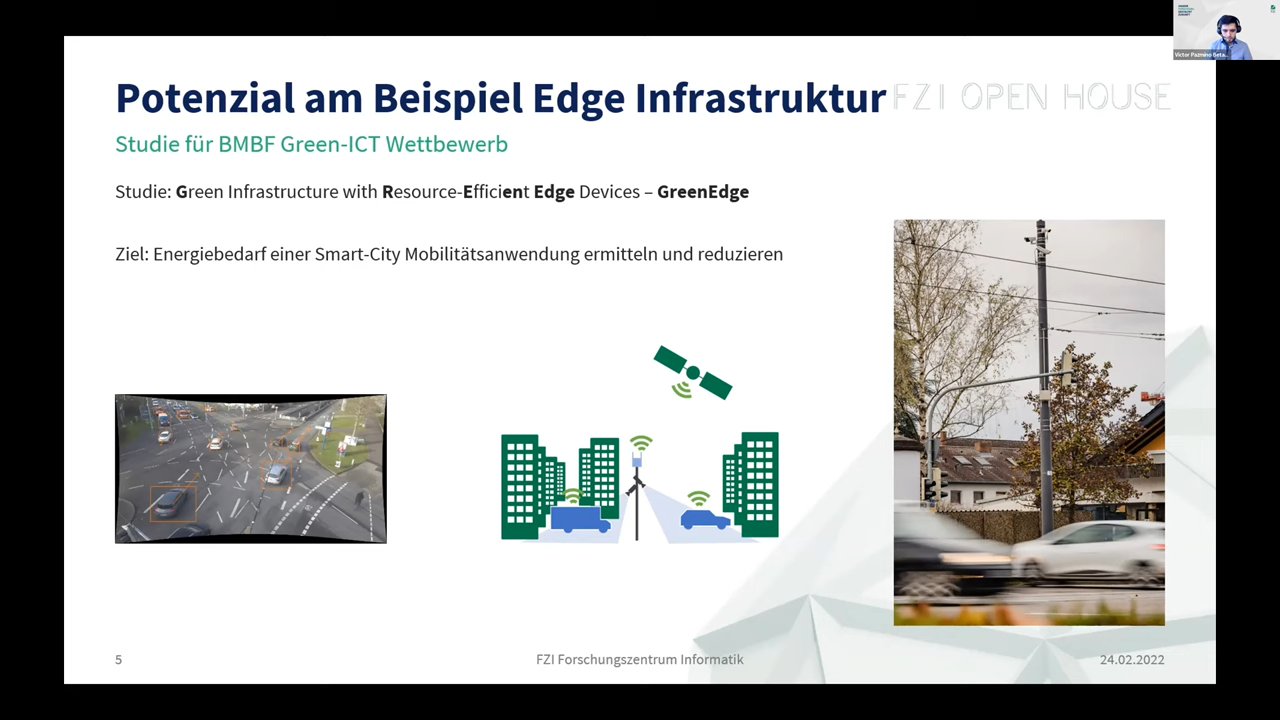 Potenzial am Beispiel Edge Infrastruktur
FZI OPEN HOUSE
Studie für BMBF Green-ICT Wettbewerb
Studie: Green Infrastructure with Resource-Efficient Edge Devices – GreenEdge
Ziel: Energiebedarf einer Smart-City Mobilitätsanwendung ermitteln und reduzieren
5
FZI Forschungszentrum Informatik
24.02.2022